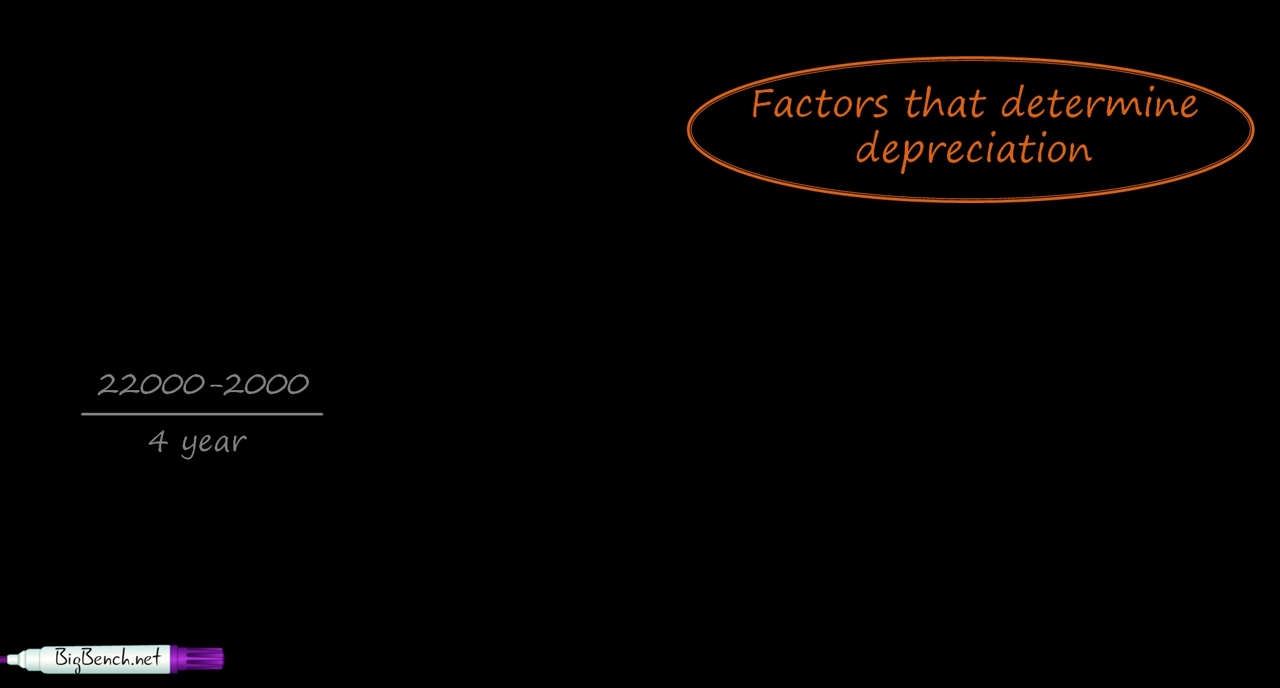 Factors that determine
depreciation
22000-2000
4 year
BigBench.net